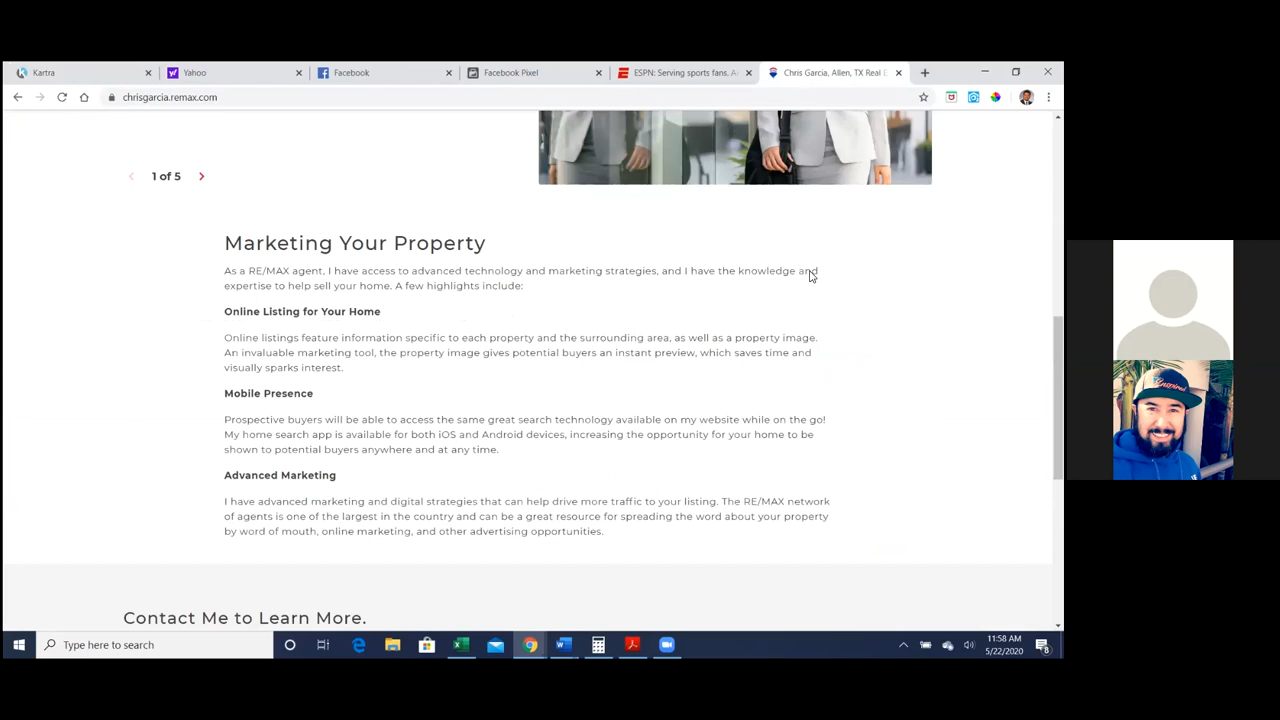 Kartra
Yahoo
Facebook
Facebook Pixel
ESPN: Serving sports fans. A
Chris Garcia, Allen, TX Real E
chrisgarcia.remax.com
1 of 5
Marketing Your Property
As a RE/MAX agent, I have access to advanced technology and marketing strategies, and I have the knowledge and
expertise to help sell your home. A few highlights include:
Online Listing for Your Home
Online listings feature information specific to each property and the surrounding area, as well as a property image.
An invaluable marketing tool, the property image gives potential buyers an instant preview, which saves time and
visually sparks interest.
Mobile Presence
Prospective buyers will be able to access the same great search technology available on my website while on the go!
My home search app is available for both iOS and Android devices, increasing the opportunity for your home to be
shown to potential buyers anywhere and at any time.
Advanced Marketing
I have advanced marketing and digital strategies that can help drive more traffic to your listing. The RE/MAX network
of agents is one of the largest in the country and can be a great resource for spreading the word about your property
by word of mouth, online marketing, and other advertising opportunities.
Contact Me to Learn More.
Type here to search
11:58 AM
5/22/2020
8